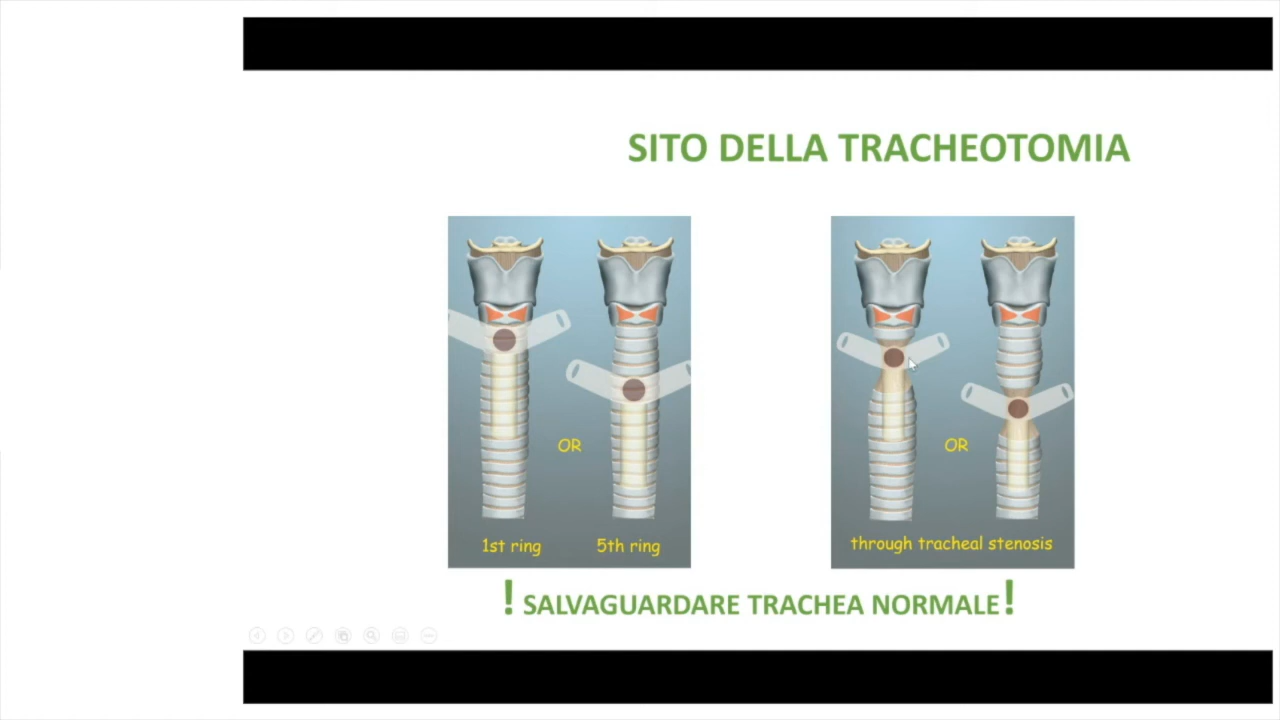 SITO DELLA TRACHEOTOMIA
OR
1st ring
5th ring
OR
through tracheal stenosis
! SALVAGUARDARE TRACHEA NORMALE !